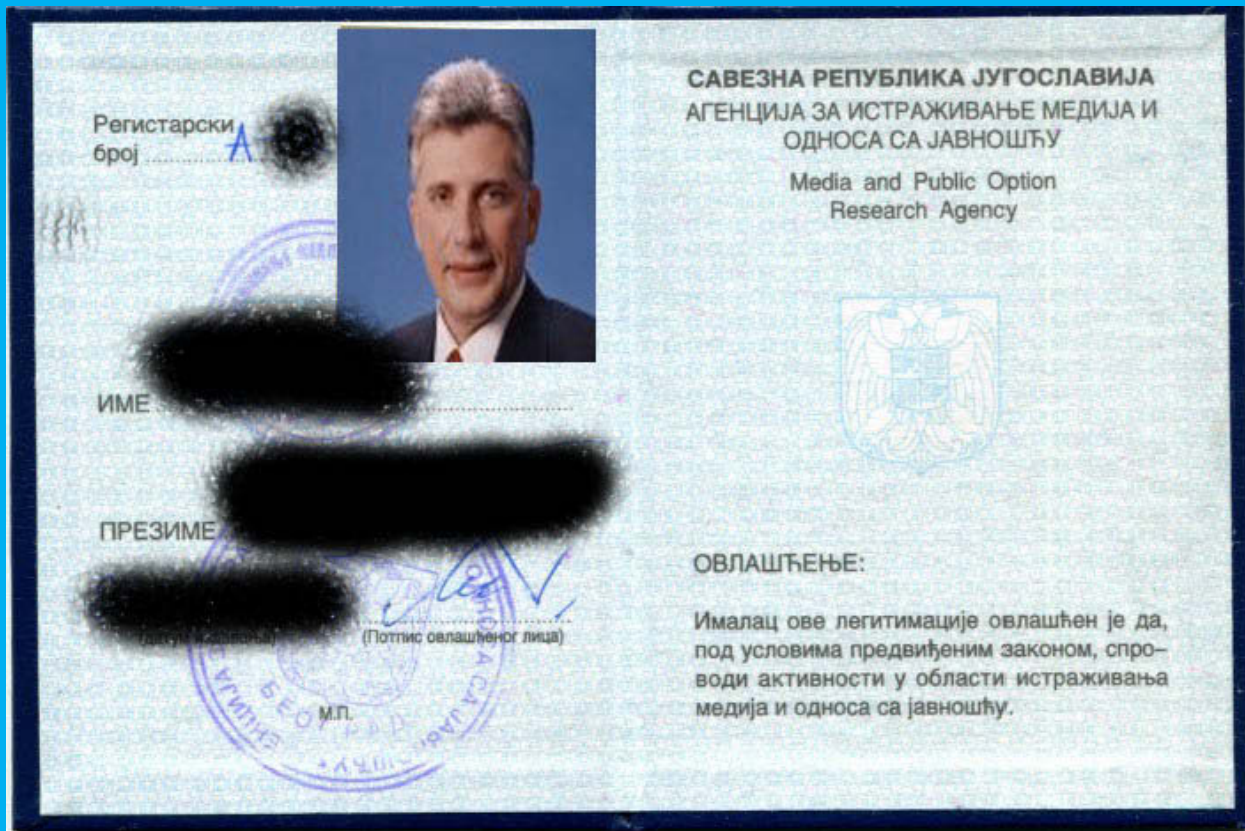 Регистарски
број A
ИМЕ
ПРЕЗИМЕ
(Потпис овлашћеног лица)
М.П.
БЕОГРАД
САВЕЗНА РЕПУБЛИКА ЈУГОСЛАВИЈА
АГЕНЦИЈА ЗА ИСТРАЖИВАЊЕ МЕДИЈА И
ОДНОСА СА ЈАВНОШЋУ
Media and Public Option
Research Agency
ОВЛАШЋЕЊЕ:
Ималац ове легитимације овлашћен је да,
под условима предвиђеним законом, спро–
води активности у области истраживања
медија и односа са јавношћу.